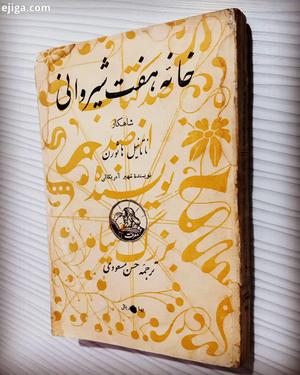 ejiga.com
خانه هفت شیروانی
شاهکار
ناتانیل هاثورن
نویسنده شهیر آمریکائی
ترجمه حسن مسعودی